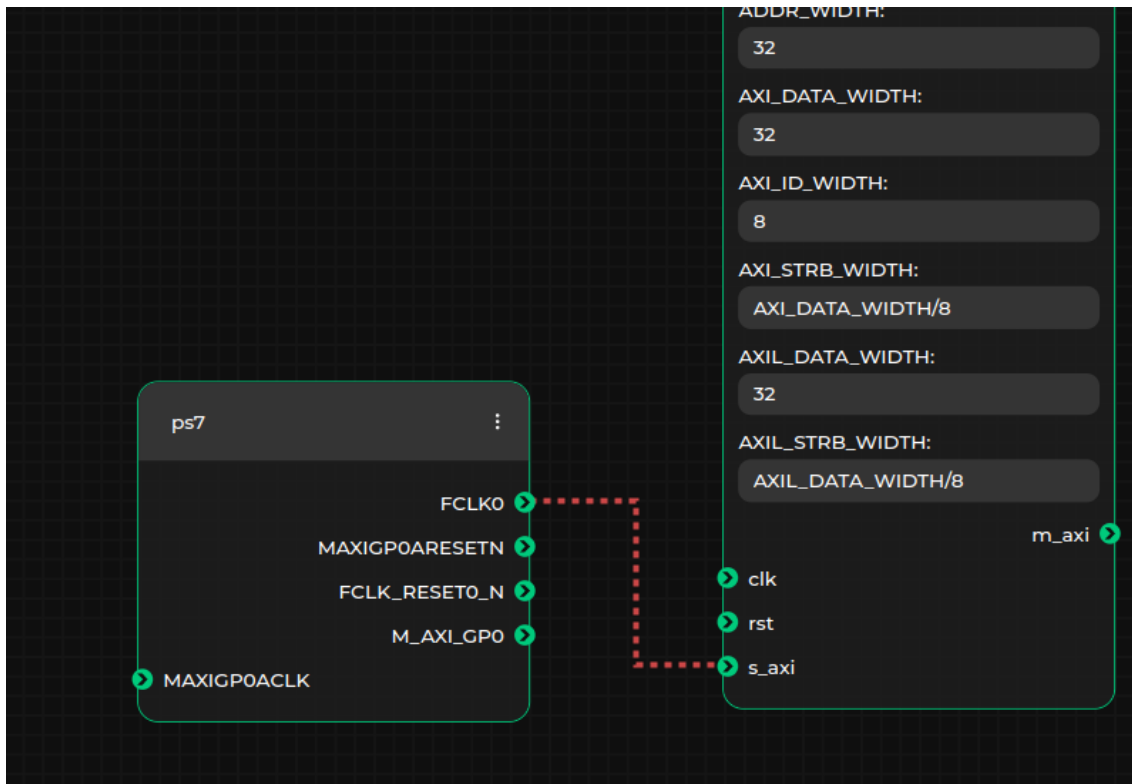 ADDR_WIDTH:
32
AXI_DATA_WIDTH:
32
AXI_ID_WIDTH:
8
AXI_STRB_WIDTH:
AXI_DATA_WIDTH/8
AXIL_DATA_WIDTH:
32
AXIL_STRB_WIDTH:
AXIL_DATA_WIDTH/8
m_axi
clk
rst
s_axi
ps7
FCLK0
MAXIGP0ARESETN
FCLK_RESET0_N
M_AXI_GP0
MAXIGP0ACLK